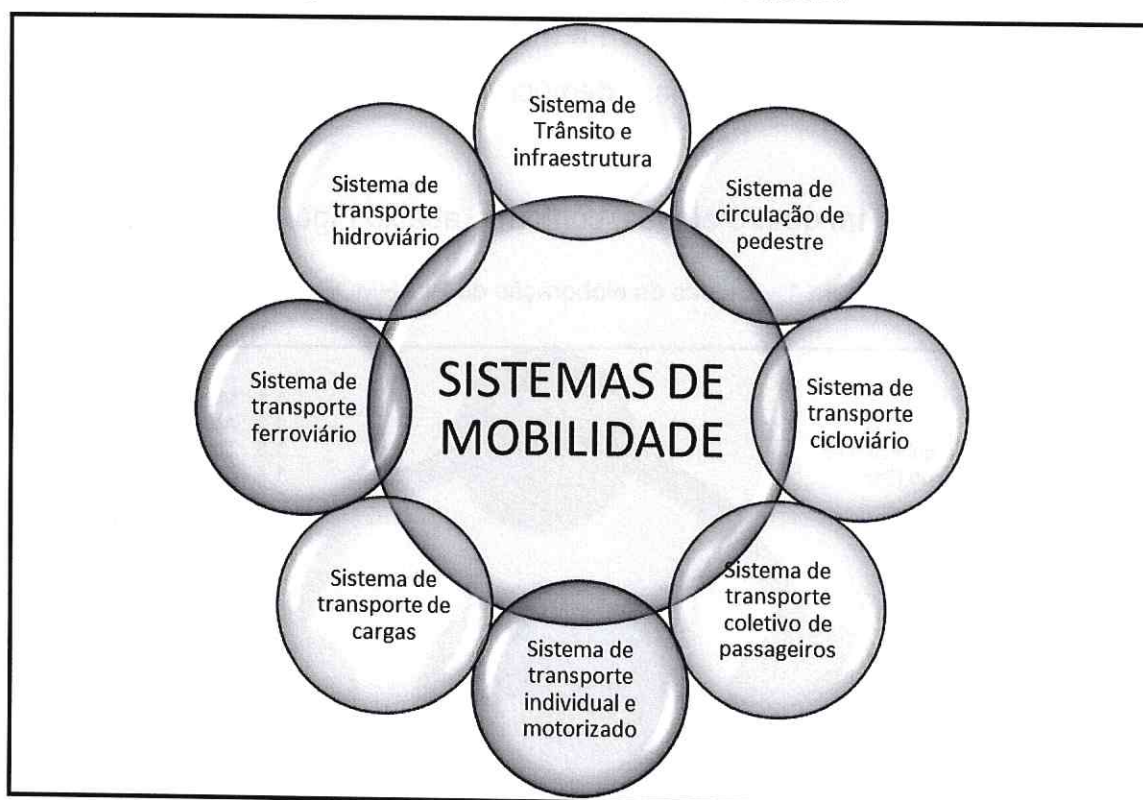 Sistema de
Trânsito e
infraestrutura
Sistema de
circulação de
pedestre
Sistema de
transporte
cicloviário
Sistema de
transporte
coletivo de
passageiros
Sistema de
transporte
individual e
motorizado
Sistema de
transporte de
cargas
Sistema de
transporte
ferroviário
Sistema de
transporte
hidroviário
SISTEMAS DE
MOBILIDADE